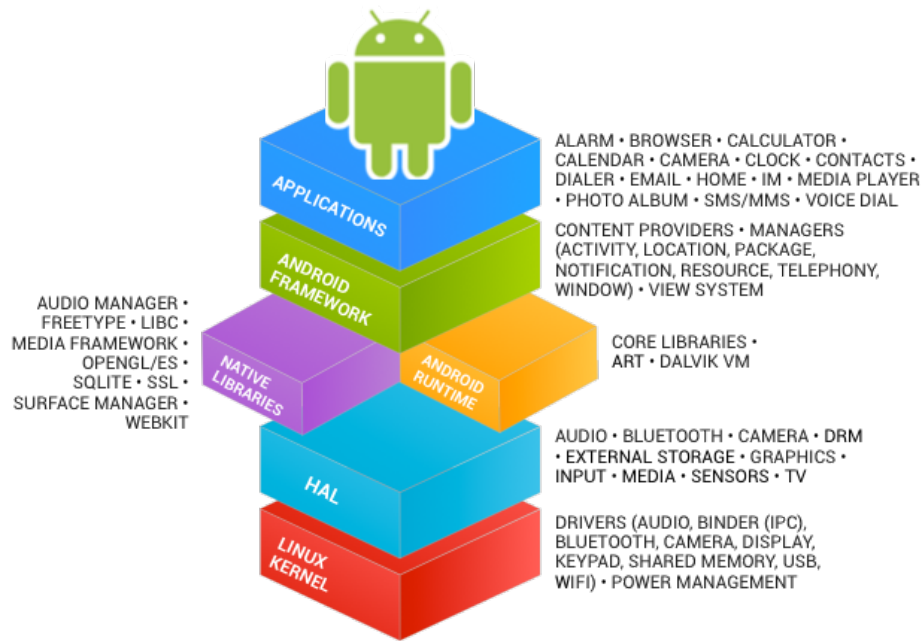 APPLICATIONS
ALARM • BROWSER • CALCULATOR •
CALENDAR • CAMERA • CLOCK • CONTACTS •
DIALER • EMAIL • HOME • IM • MEDIA PLAYER
• PHOTO ALBUM • SMS/MMS • VOICE DIAL
ANDROID
FRAMEWORK
CONTENT PROVIDERS • MANAGERS
(ACTIVITY, LOCATION, PACKAGE,
NOTIFICATION, RESOURCE, TELEPHONY,
WINDOW) • VIEW SYSTEM
AUDIO MANAGER •
FREETYPE • LIBC •
MEDIA FRAMEWORK •
OPENGL/ES •
SQLITE • SSL •
SURFACE MANAGER •
WEBKIT
NATIVE
LIBRARIES
ANDROID
RUNTIME
CORE LIBRARIES •
ART • DALVIK VM
HAL
AUDIO • BLUETOOTH • CAMERA • DRM
• EXTERNAL STORAGE • GRAPHICS •
INPUT • MEDIA • SENSORS • TV
LINUX
KERNEL
DRIVERS (AUDIO, BINDER (IPC),
BLUETOOTH, CAMERA, DISPLAY,
KEYPAD, SHARED MEMORY, USB,
WIFI) • POWER MANAGEMENT